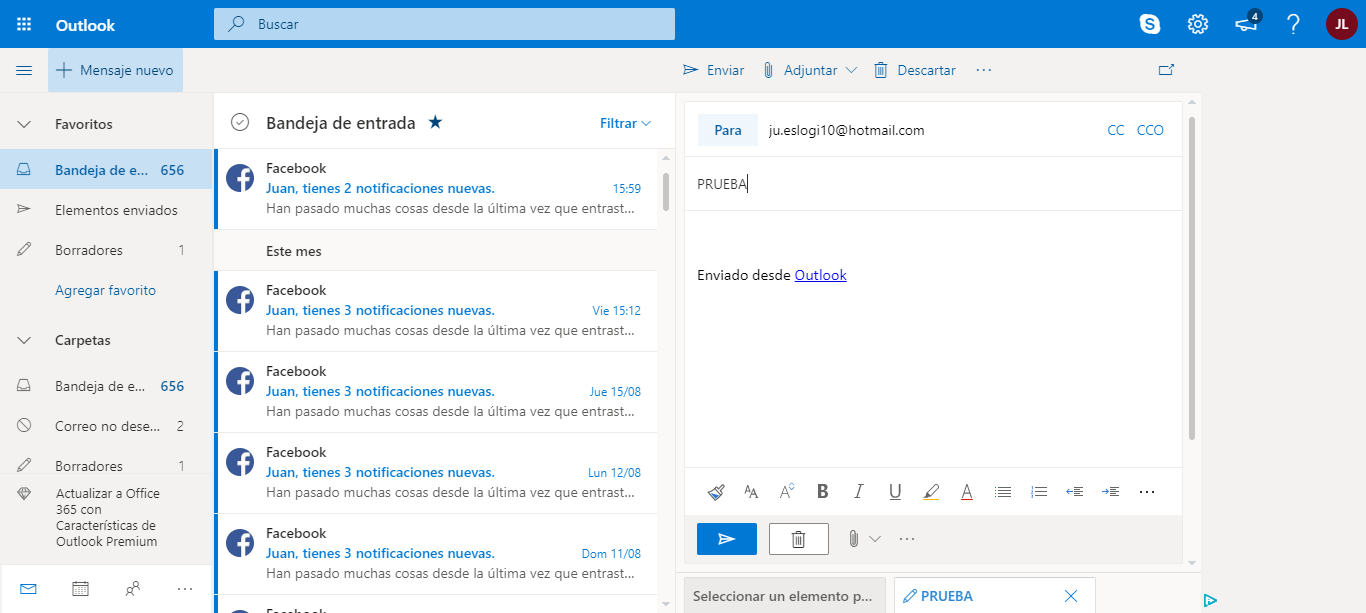 Outlook
Buscar
4
JL
Mensaje nuevo
Enviar
Adjuntar
Descartar
Favoritos
Bandeja de e... 656
Elementos enviados
Borradores 1
Agregar favorito
Carpetas
Bandeja de e... 656
Correo no dese... 2
Borradores 1
Actualizar a Office
365 con
Características de
Outlook Premium
Bandeja de entrada
Filtrar
Facebook
Juan, tienes 2 notificaciones nuevas. 15:59
Han pasado muchas cosas desde la última vez que entrast...
Este mes
Facebook
Juan, tienes 3 notificaciones nuevas. Vie 15:12
Han pasado muchas cosas desde la última vez que entrast...
Facebook
Juan, tienes 3 notificaciones nuevas. Jue 15/08
Han pasado muchas cosas desde la última vez que entrast...
Facebook
Juan, tienes 3 notificaciones nuevas. Lun 12/08
Han pasado muchas cosas desde la última vez que entrast...
Facebook
Juan, tienes 3 notificaciones nuevas. Dom 11/08
Han pasado muchas cosas desde la última vez que entrast...
Facebook
Para ju.eslogi10@hotmail.com CC CCO
PRUEBA
Enviado desde Outlook
Seleccionar un elemento p...
PRUEBA